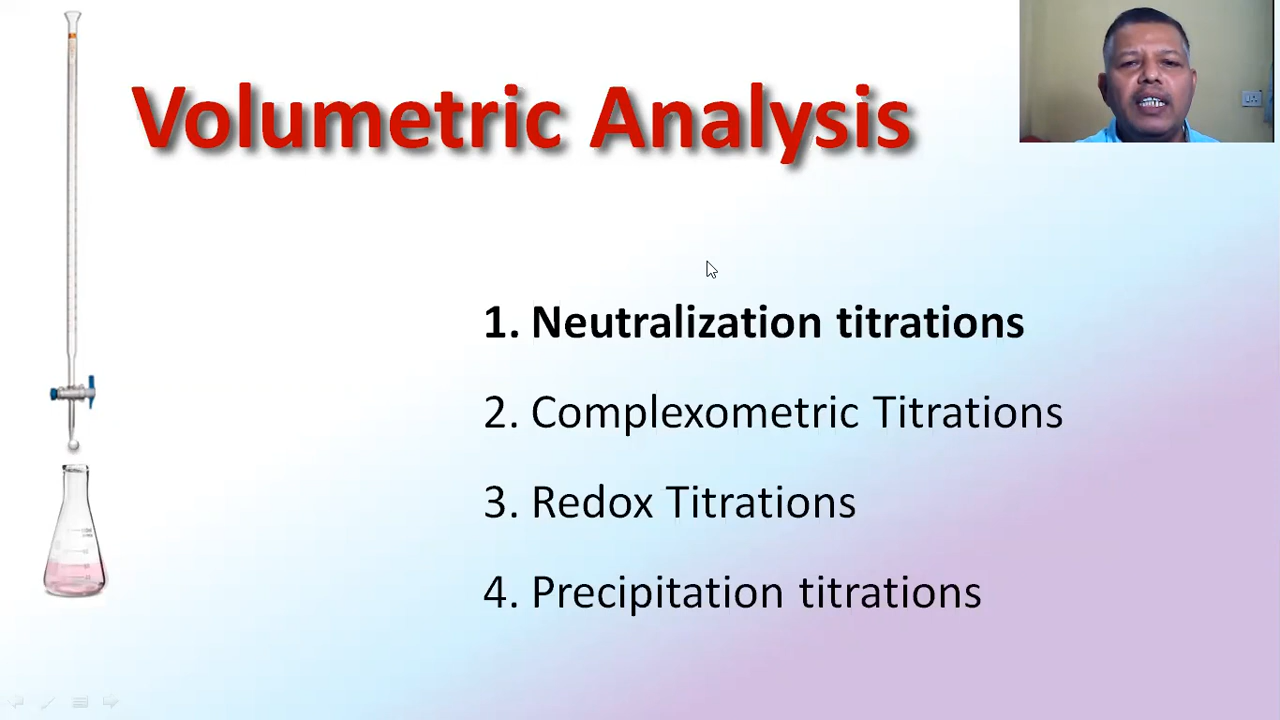 Volumetric Analysis
1. Neutralization titrations
2. Complexometric Titrations
3. Redox Titrations
4. Precipitation titrations